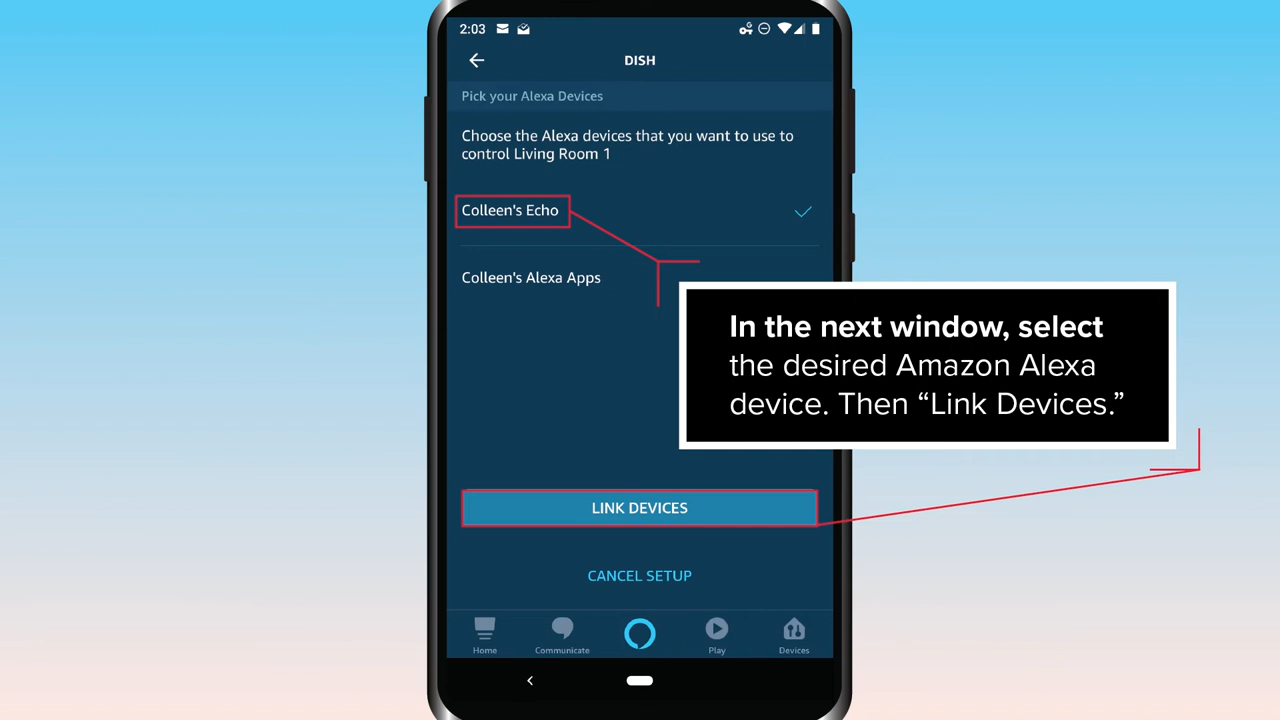 2:03
DISH
Pick your Alexa Devices
Choose the Alexa devices that you want to use to
control Living Room 1
Colleen's Echo
Colleen's Alexa Apps
In the next window, select
the desired Amazon Alexa
device. Then “Link Devices.”
LINK DEVICES
CANCEL SETUP
Home
Communicate
Play
Devices